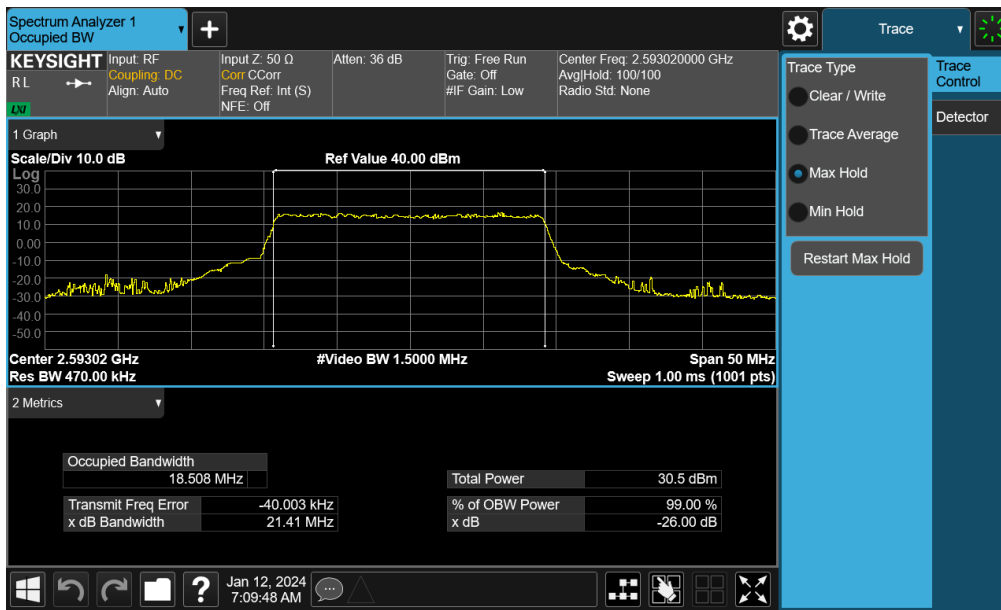 Spectrum Analyzer 1
Occupied BW
Trace
KEYSIGHT
R L
LXI
Input: RF
Coupling: DC
Align: Auto
Input Z: 50 Ω
Corr CCorr
Freq Ref: Int (S)
NFE: Off
Atten: 36 dB
Trig: Free Run
Gate: Off
#IF Gain: Low
Center Freq: 2.593020000 GHz
Avg|Hold: 100/100
Radio Std: None
Trace Type
Clear / Write
Trace Average
Max Hold
Min Hold
Restart Max Hold
Trace
Control
Detector
1 Graph
Scale/Div 10.0 dB
Ref Value 40.00 dBm
Log
30.0
20.0
10.0
0.00
-10.0
-20.0
-30.0
-40.0
-50.0
Center 2.59302 GHz
#Video BW 1.5000 MHz
Span 50 MHz
Res BW 470.00 kHz
Sweep 1.00 ms (1001 pts)
2 Metrics
Occupied Bandwidth
18.508 MHz
Total Power 30.5 dBm
Transmit Freq Error -40.003 kHz
% of OBW Power 99.00 %
x dB Bandwidth 21.41 MHz
x dB -26.00 dB
?
Jan 12, 2024
7:09:48 AM